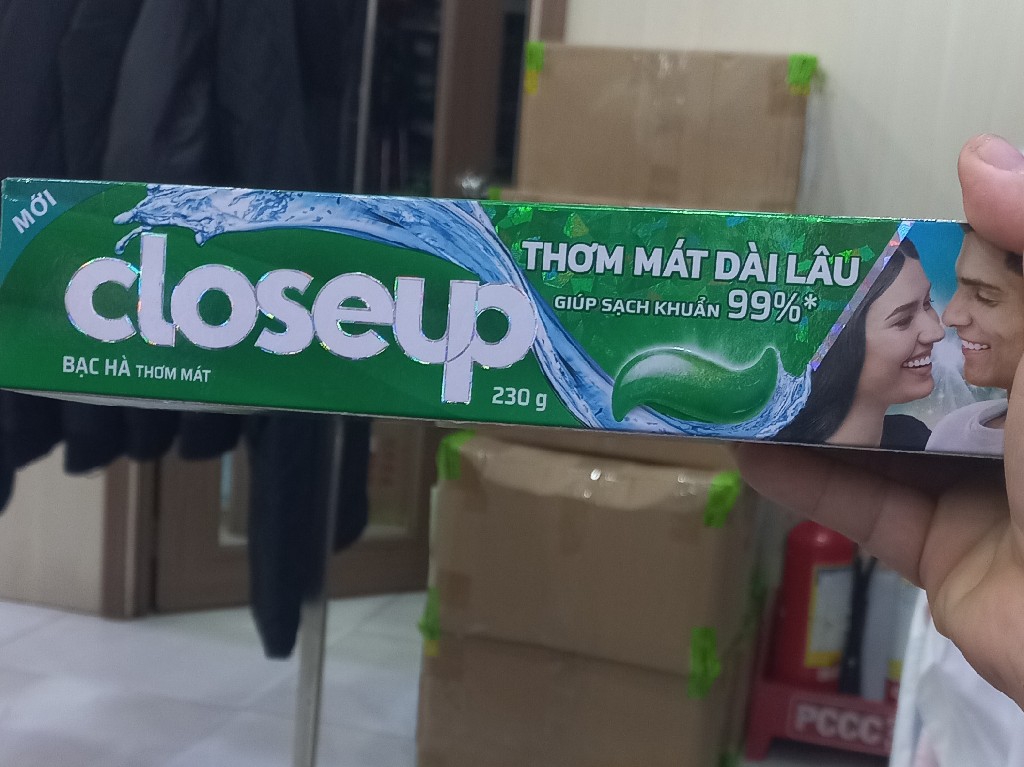 MỚI
closeup
BẠC HÀ THƠM MÁT
230 g
THƠM MÁT DÀI LÂU
GIÚP SẠCH KHUẨN 99%*
PCCC